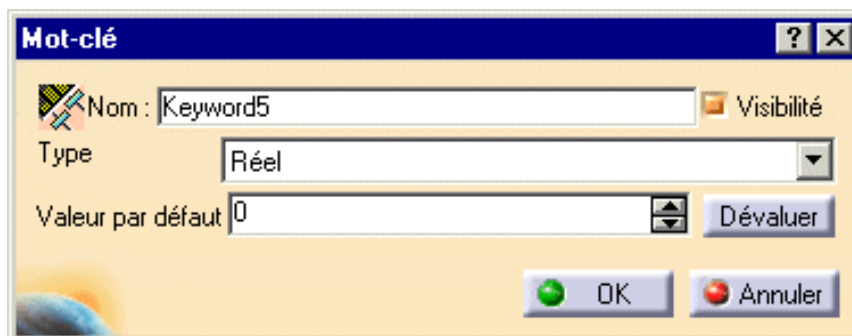 Mot-clé
Nom : Keyword5 Visibilité
Type Réel
Valeur par défaut 0 Dévaluer
OK Annuler